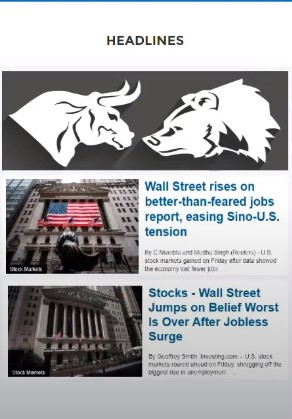 HEADLINES
Wall Street rises on
better-than-feared jobs
report, easing Sino-U.S.
tension
By C Nivedita and Medha Singh (Reuters) - U.S.
stock markets gained on Friday after data showed
the economy lost fewer jobs
Stock Markets
Stocks - Wall Street
Jumps on Belief Worst
Is Over After Jobless
Surge
By Geoffrey Smith Investing.com -- U.S. stock
markets roared ahead on Friday, shrugging off the
biggest rise in unemployment
Stock Markets